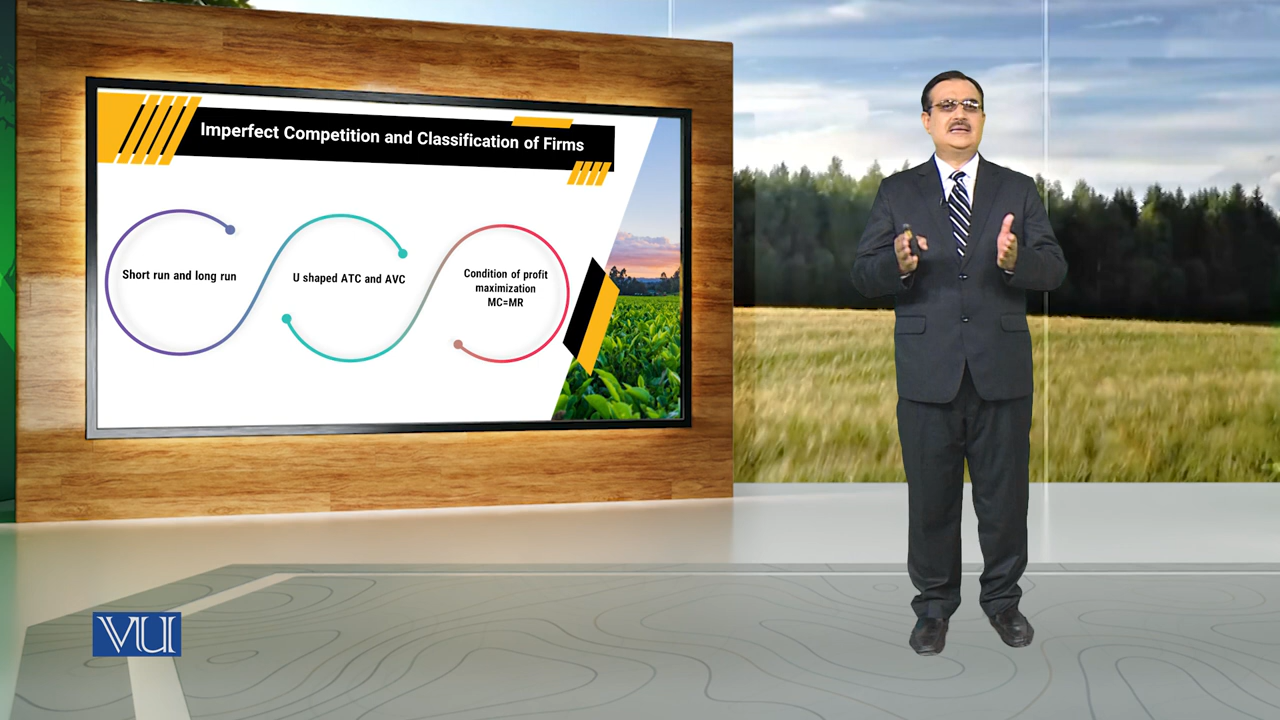 Imperfect Competition and Classification of Firms
Short run and long run
U shaped ATC and AVC
Condition of profit
maximization
MC=MR
VU